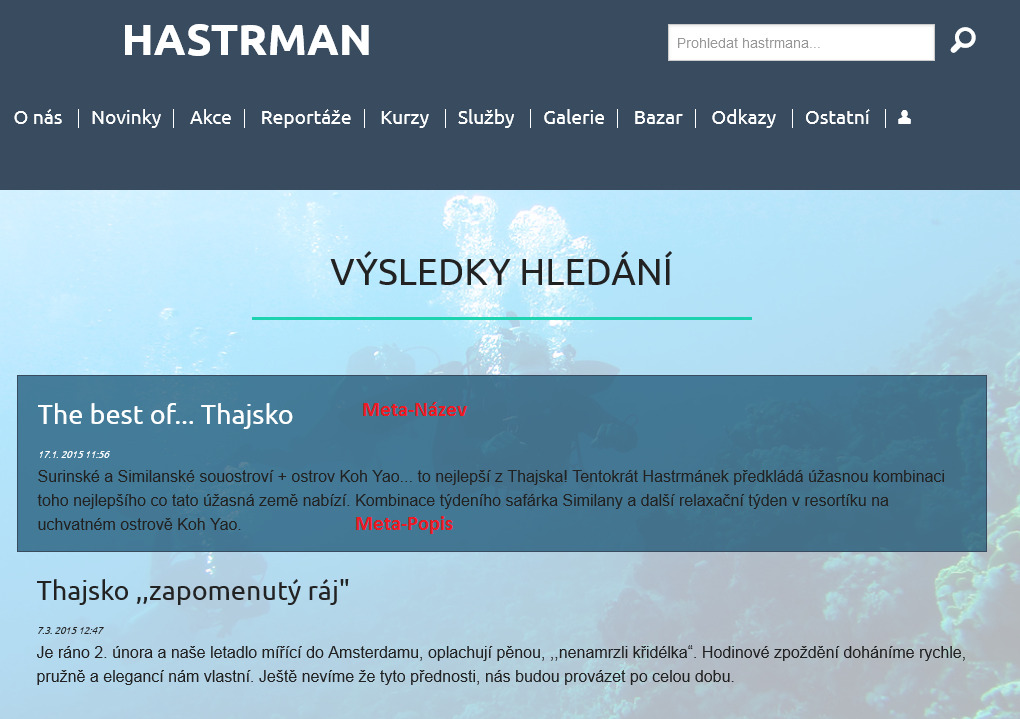 HASTRMAN
Prohledat hastrmana...
O nás Novinky Akce Reportáže Kurzy Služby Galerie Bazar Odkazy Ostatní
VÝSLEDKY HLEDÁNÍ
The best of... Thajsko Meta-Název
17.1. 2015 11:56
Surinské a Similanské souostroví + ostrov Koh Yao... to nejlepší z Thajska! Tentokrát Hastrmánek předkládá úžasnou kombinaci
toho nejlepšího co tato úžasná země nabízí. Kombinace týdeního safárka Similany a další relaxační týden v resortíku na
uchvatném ostrově Koh Yao. Meta-Popis
Thajsko ,,zapomenutý ráj"
7.3. 2015 12:47
Je ráno 2. února a naše letadlo mířící do Amsterdamu, oplachují pěnou, ,,nenamrzli křidélka“. Hodinové zpoždění doháníme rychle,
pružně a elegancí nám vlastní. Ještě nevíme že tyto přednosti, nás budou provázet po celou dobu.